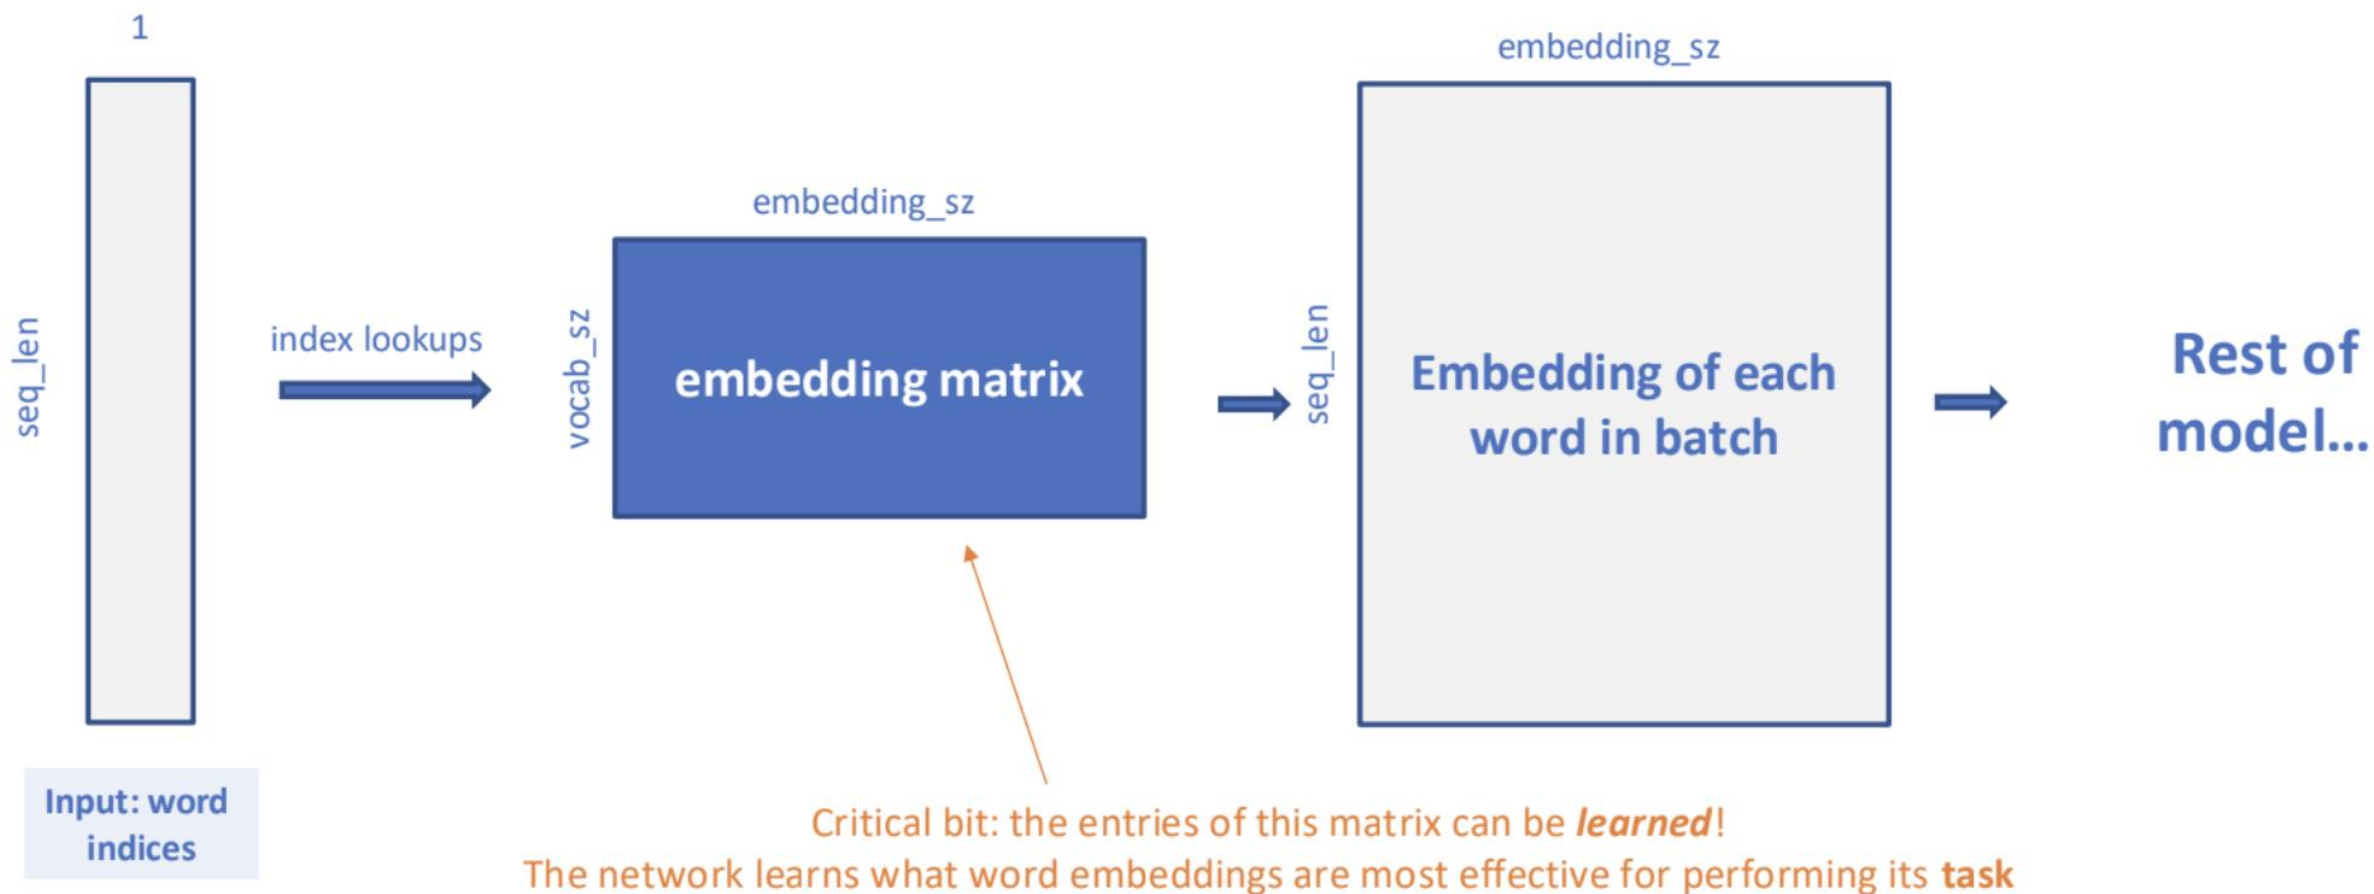 1
seq_len
Input: word
indices
index lookups
embedding_sz
vocab_sz
embedding matrix
embedding_sz
seq_len
Embedding of each
word in batch
Rest of
model...
Critical bit: the entries of this matrix can be learned!
The network learns what word embeddings are most effective for performing its task